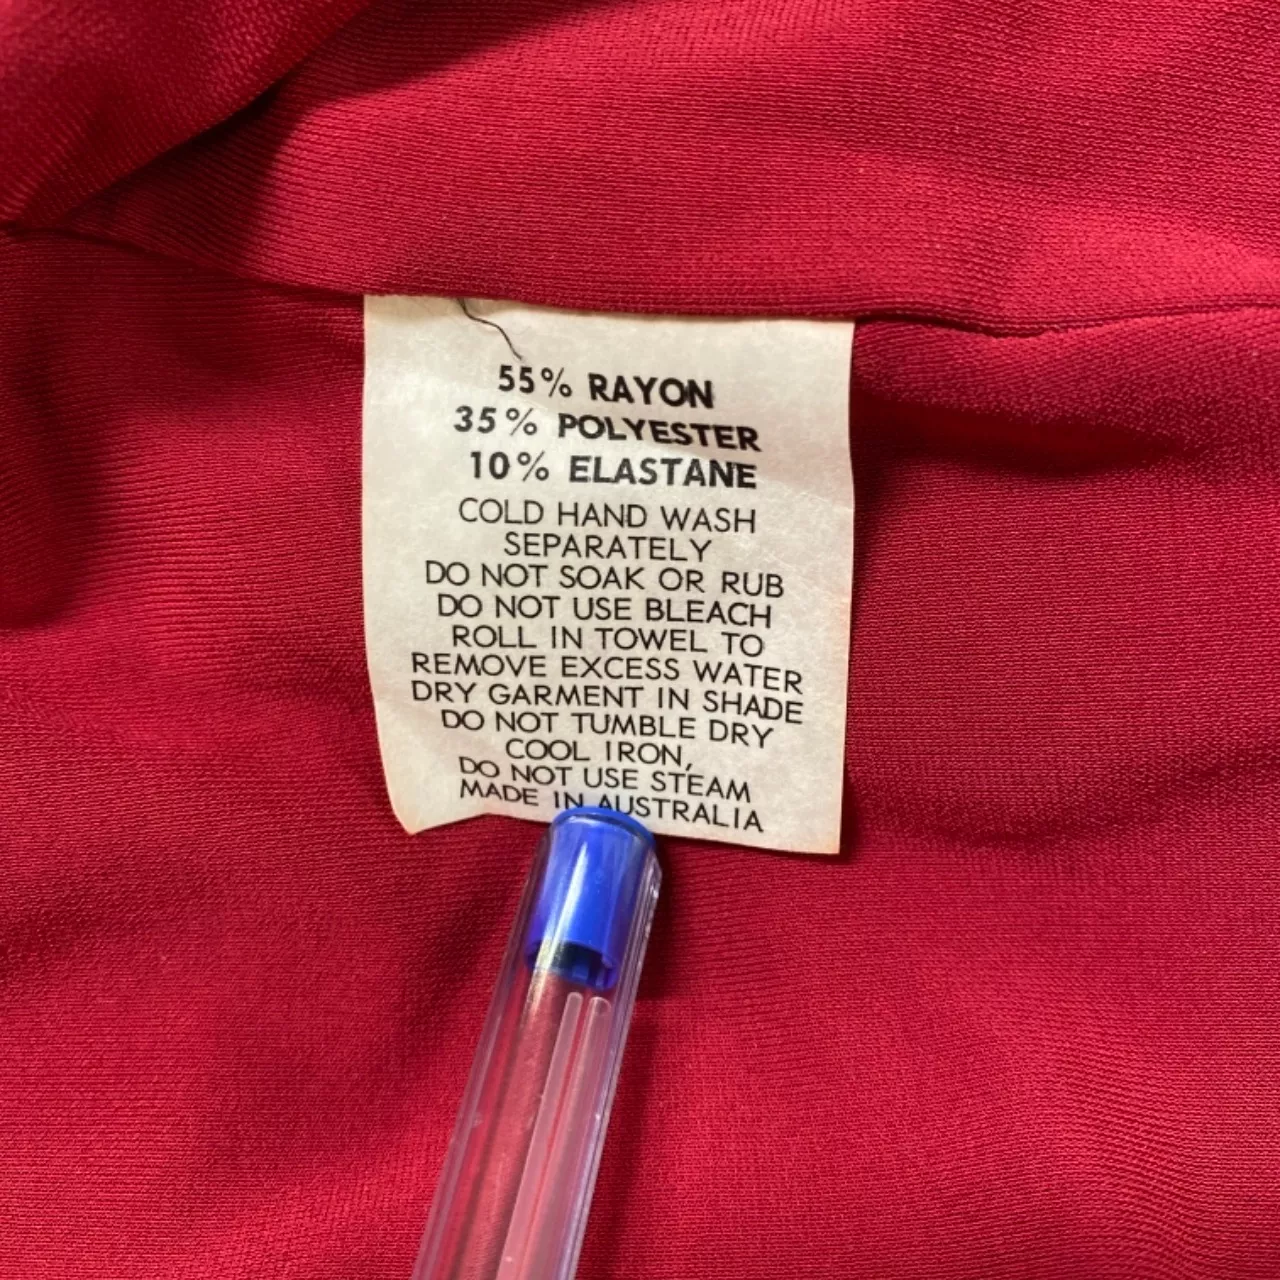 55% RAYON
35% POLYESTER
10% ELASTANE
COLD HAND WASH
SEPARATELY
DO NOT SOAK OR RUB
DO NOT USE BLEACH
ROLL IN TOWEL TO
REMOVE EXCESS WATER
DRY GARMENT IN SHADE
DO NOT TUMBLE DRY
COOL IRON,
DO NOT USE STEAM
MADE IN AUSTRALIA